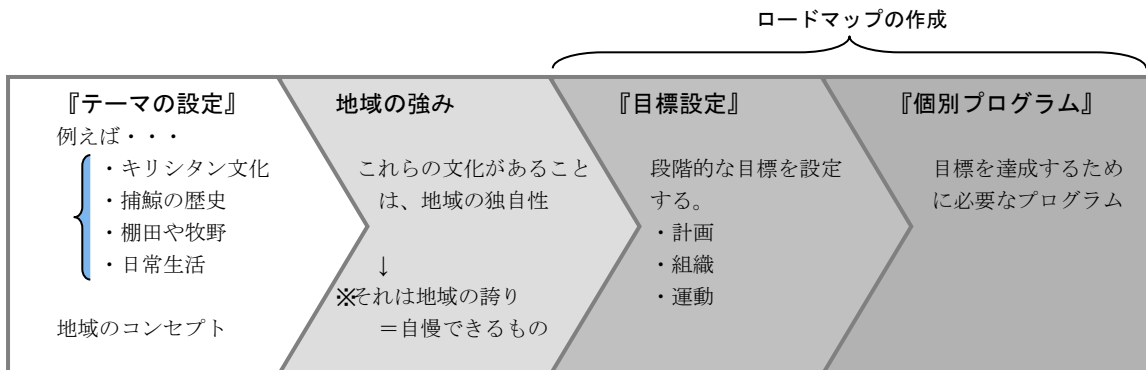 ロードマップの作成
『テーマの設定』
例えば・・・
・キリシタン文化
・捕鯨の歴史
・棚田や牧野
・日常生活
地域のコンセプト
地域の強み
これらの文化があること
は、地域の独自性
↓
※それは地域の誇り
＝自慢できるもの
『目標設定』
段階的な目標を設定
する。
・計画
・組織
・運動
『個別プログラム』
目標を達成するため
に必要なプログラム